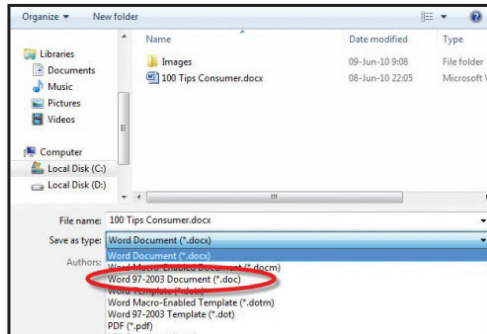 Organize New folder
Name Date modified Type
Libraries
Documents
Music
Pictures
Videos
Computer
Local Disk (C:)
Local Disk (D:)
Images 09-Jun-10 9:08 File folder
100 Tips Consumer.docx 08-Jun-10 22:05 Microsoft W
File name: 100 Tips Consumer.docx
Save as type: Word Document (*.docx)
Authors:
Word Document (*.docx)
Word Macro-Enabled Document (*.docm)
Word 97-2003 Document (*.doc)
Word Template (*.dotx)
Word Macro-Enabled Template (*.dotm)
Word 97-2003 Template (*.dot)
PDF (*.pdf)